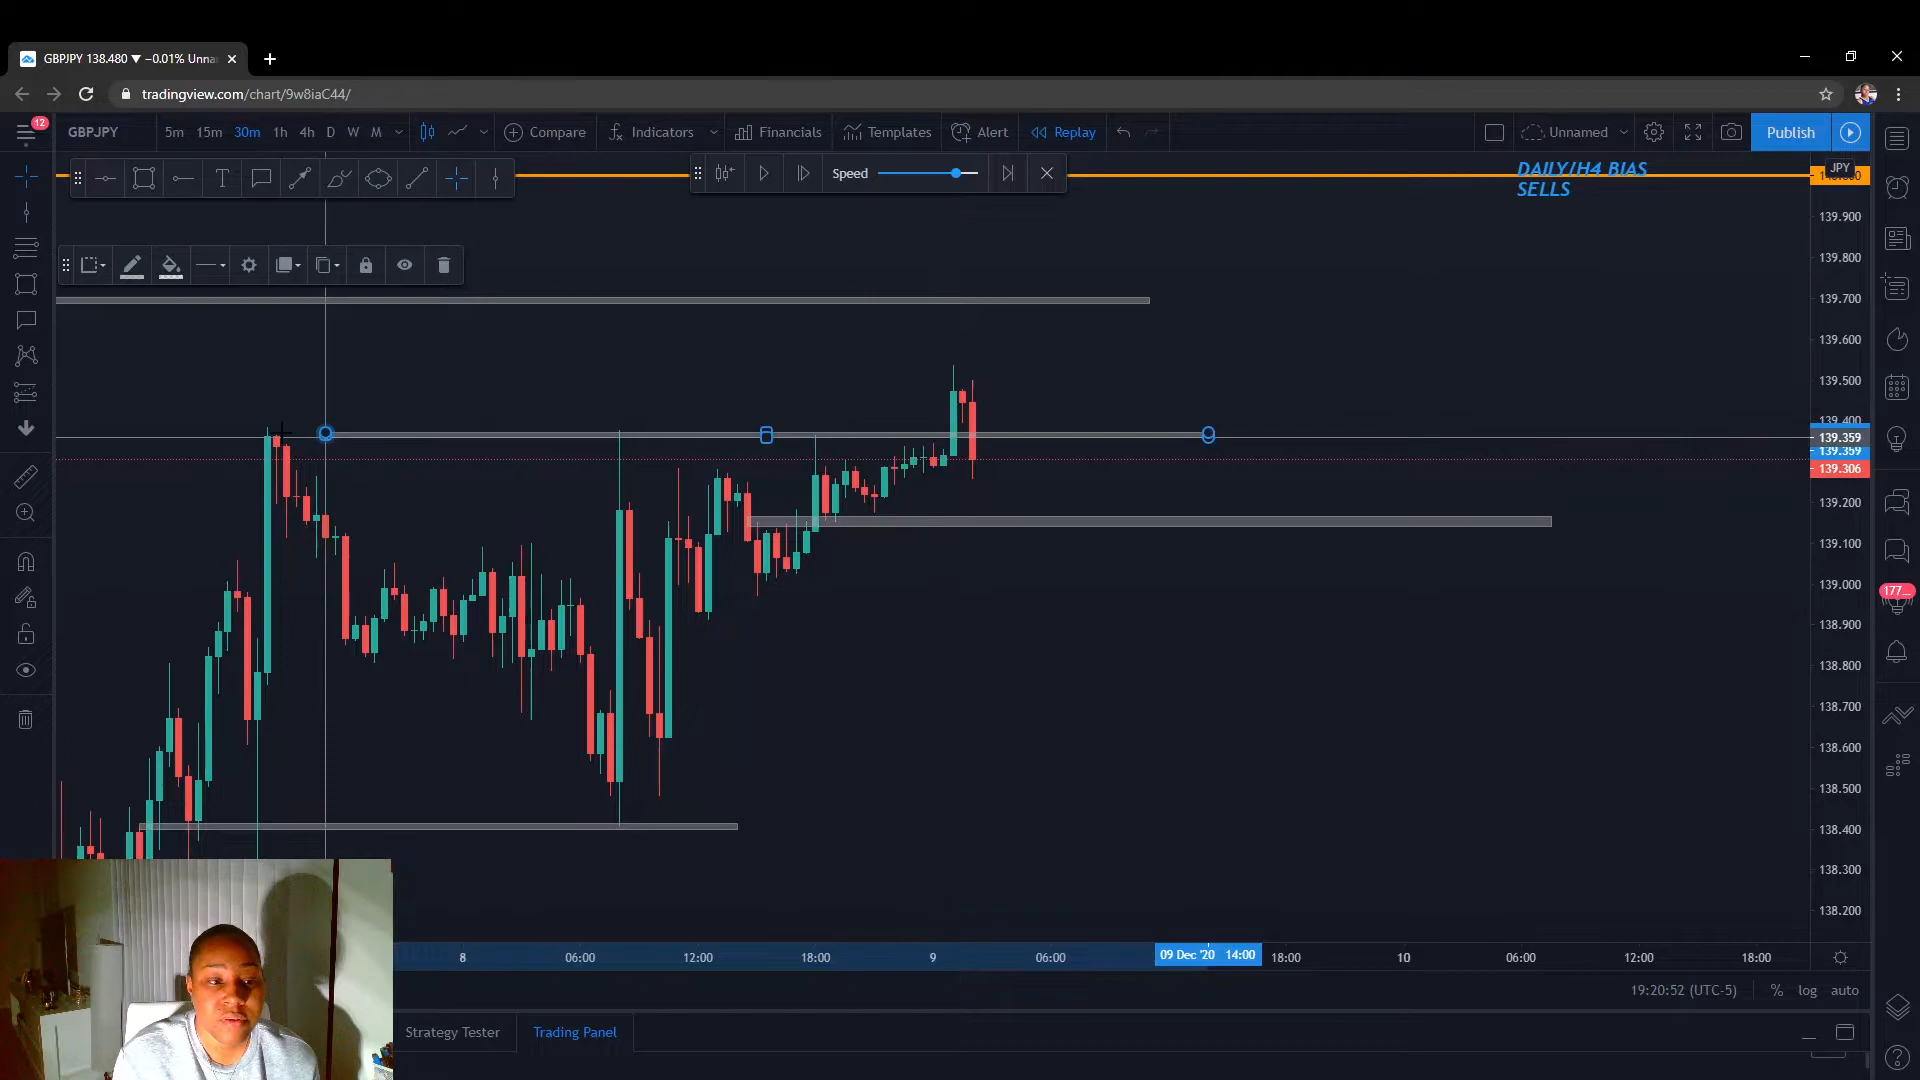 GBPJPY 138.480 ▼ −0.01% Unna
tradingview.com/chart/9w8iaC44/
12
GBPJPY 5m 15m 30m 1h 4h D W M Compare Indicators Financials Templates Alert Replay Unnamed Publish
T Speed
DAILY/H4 BIAS
SELLS
JPY
139.900
139.800
139.700
139.600
139.500
139.400
139.359
139.359
139.306
139.200
139.100
139.000
138.900
138.800
138.700
138.600
138.500
138.400
138.300
138.200
177...
8 06:00 12:00 18:00 9 06:00 09 Dec '20 14:00 18:00 10 06:00 12:00 18:00
19:20:52 (UTC-5) % log auto
Strategy Tester Trading Panel